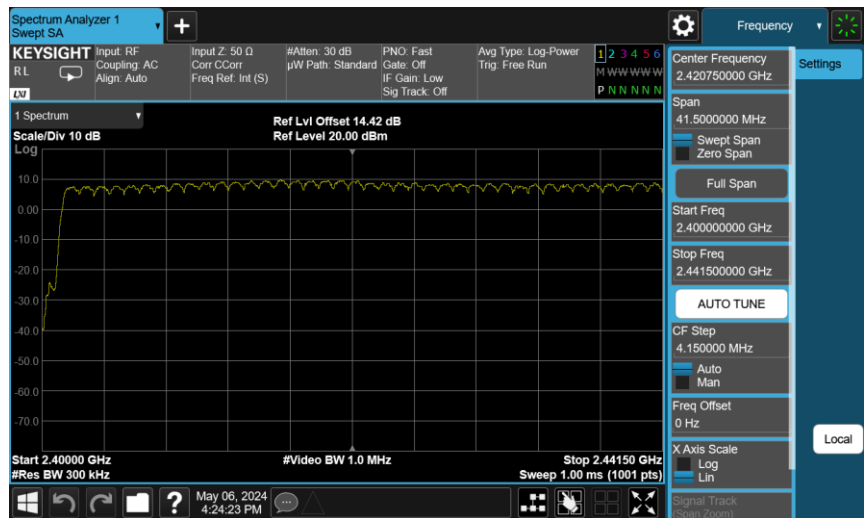 Spectrum Analyzer 1
Swept SA
Frequency
KEYSIGHT
RL
LXI
Input: RF
Coupling: AC
Align: Auto
Input Z: 50 Ω
Corr CCorr
Freq Ref: Int (S)
#Atten: 30 dB
µW Path: Standard
PNO: Fast
Gate: Off
IF Gain: Low
Sig Track: Off
Avg Type: Log-Power
Trig: Free Run
1 2 3 4 5 6
M W W W W W
P N N N N N
1 Spectrum
Scale/Div 10 dB
Ref Lvl Offset 14.42 dB
Ref Level 20.00 dBm
Log
10.0
0.00
-10.0
-20.0
-30.0
-40.0
-50.0
-60.0
-70.0
Start 2.40000 GHz
#Res BW 300 kHz
#Video BW 1.0 MHz
Stop 2.44150 GHz
Sweep 1.00 ms (1001 pts)
Center Frequency
2.420750000 GHz
Span
41.5000000 MHz
Swept Span
Zero Span
Full Span
Start Freq
2.400000000 GHz
Stop Freq
2.441500000 GHz
AUTO TUNE
CF Step
4.150000 MHz
Auto
Man
Freq Offset
0 Hz
X Axis Scale
Log
Lin
Signal Track
(Span Zoom)
Settings
Local
May 06, 2024
4:24:23 PM